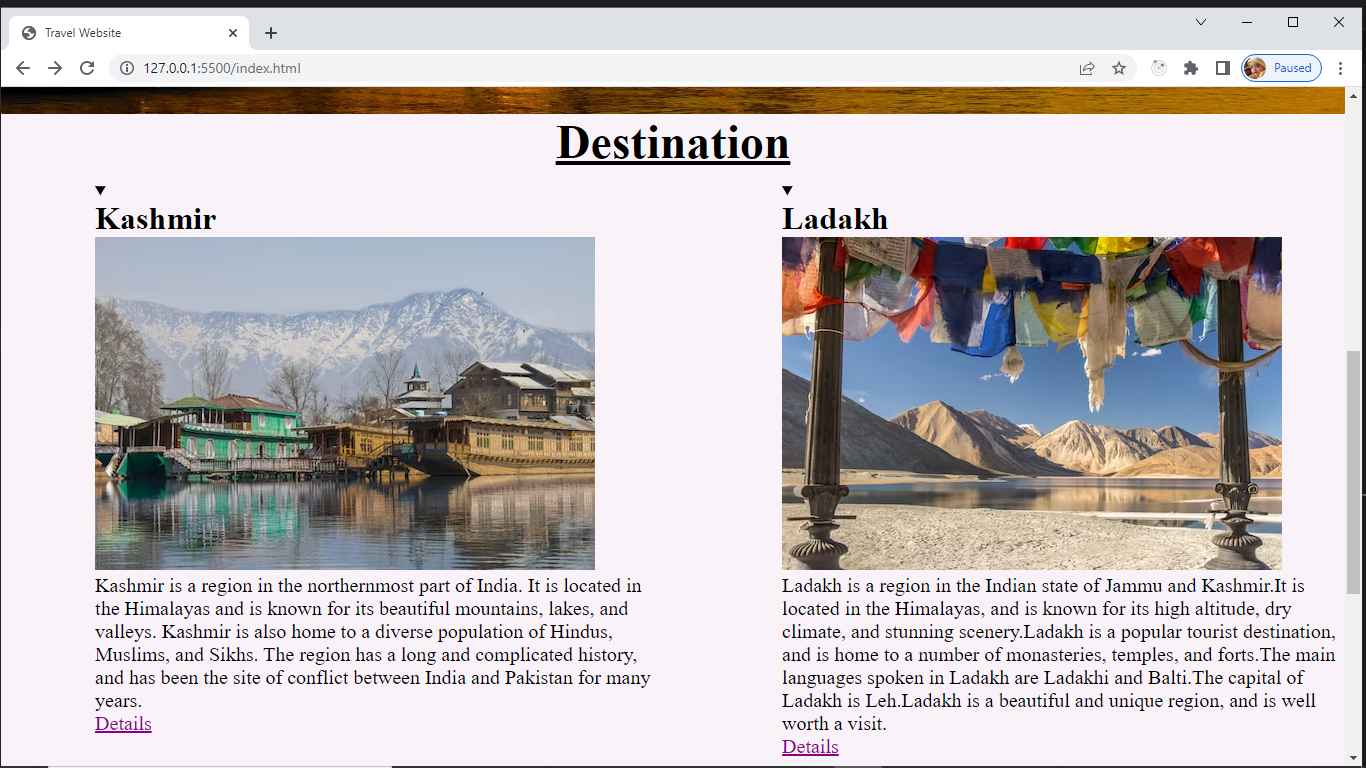 Travel Website
127.0.0.1:5500/index.html
Paused
Destination
Kashmir
Kashmir is a region in the northernmost part of India. It is located in
the Himalayas and is known for its beautiful mountains, lakes, and
valleys. Kashmir is also home to a diverse population of Hindus,
Muslims, and Sikhs. The region has a long and complicated history,
and has been the site of conflict between India and Pakistan for many
years.
Details
Ladakh
Ladakh is a region in the Indian state of Jammu and Kashmir.It is
located in the Himalayas, and is known for its high altitude, dry
climate, and stunning scenery.Ladakh is a popular tourist destination,
and is home to a number of monasteries, temples, and forts.The main
languages spoken in Ladakh are Ladakhi and Balti.The capital of
Ladakh is Leh.Ladakh is a beautiful and unique region, and is well
worth a visit.
Details